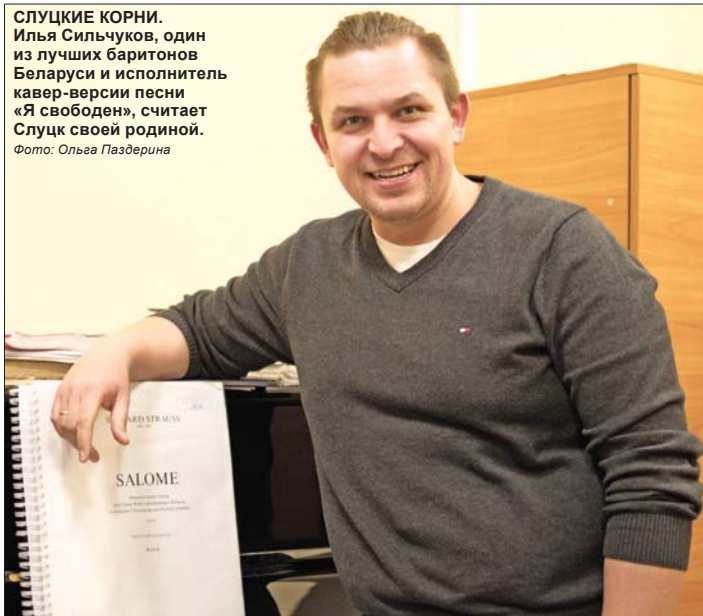 СЛУЦКИЕ КОРНИ.
Илья Сильчуков, один
из лучших баритонов
Беларуси и исполнитель
кавер-версии песни
«Я свободен», считает
Слуцк своей родиной.
Фото: Ольга Паздерина
STRAUSS
SALOME